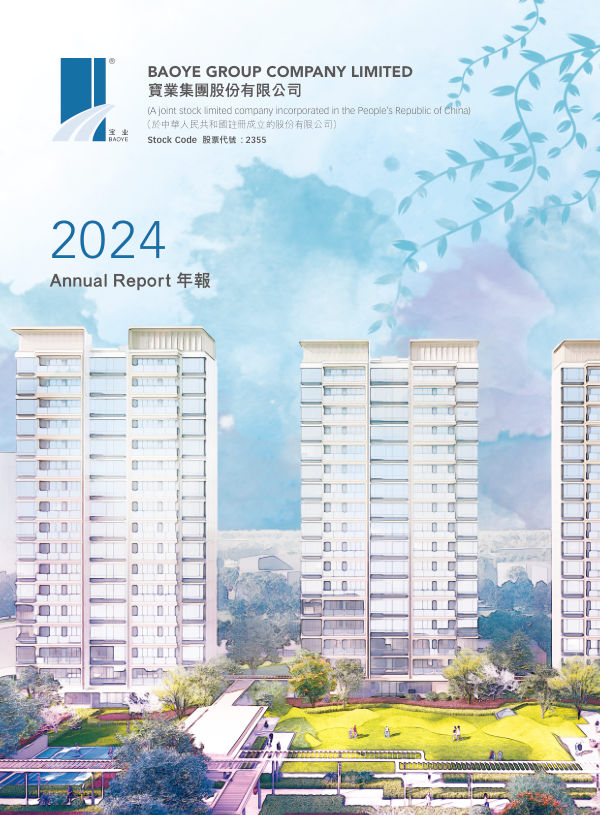 ®
宝业
BAOYE
BAOYE GROUP COMPANY LIMITED
寶業集團股份有限公司
(A joint stock limited company incorporated in the People's Republic of China)
(於中華人民共和國註冊成立的股份有限公司)
Stock Code 股票代號 : 2355
2024
Annual Report 年報